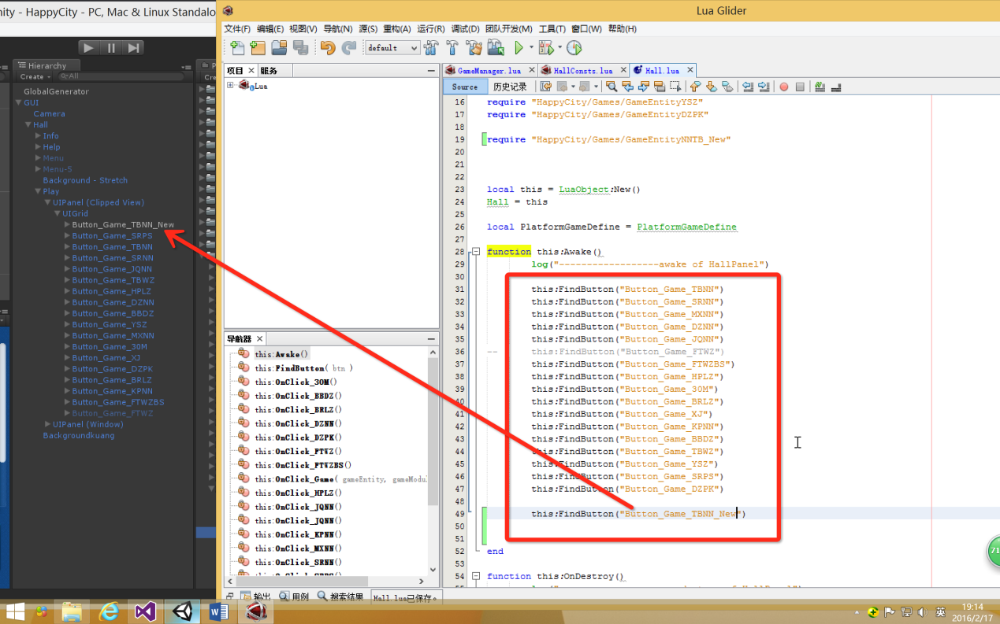 nity - HappyCity - PC, Mac & Linux Standalo
Lua Glider
文件(F) 编辑(E) 视图(V) 导航(N) 源(S) 重构(A) 运行(R) 调试(D) 团队开发(M) 工具(T) 窗口(W) 帮助(H)
default
Hierarchy
Create
All
GlobalGenerator
GUI
Camera
Hall
Info
Help
Menu
Menu-S
Background - Stretch
Play
UIPanel (Clipped View)
UIGrid
Button_Game_TBNN_New
Button_Game_SRPS
Button_Game_TBNN
Button_Game_SRNN
Button_Game_JQNN
Button_Game_TBWZ
Button_Game_HPLZ
Button_Game_DZNN
Button_Game_BBDZ
Button_Game_YSZ
Button_Game_MXNN
Button_Game_30M
Button_Game_XJ
Button_Game_DZPK
Button_Game_BRLZ
Button_Game_KPNN
Button_Game_FTWZBS
Button_Game_FTWZ
UIPanel (Window)
Backgroundkuang
P
Cre
项目 服务
Lua
导航器
this:Awake()
this:FindButton( btn )
this:OnClick_30M()
this:OnClick_BBDZ()
this:OnClick_BRLZ()
this:OnClick_DZNN()
this:OnClick_DZPK()
this:OnClick_FTWZ()
this:OnClick_FTWZBS()
this:OnClick_Game( gameEntity, gameModul
this:OnClick_HPLZ()
this:OnClick_JQNN()
this:OnClick_JQNN()
this:OnClick_KPNN()
this:OnClick_MXNN()
this:OnClick_SRNN()
GameManager.lua HallConsts.lua Hall.lua
Source 历史记录
16 require "HappyCity/Games/GameEntityYSZ"
17 require "HappyCity/Games/GameEntityDZPK"
18
19 require "HappyCity/Games/GameEntityNNTB_New"
20
21
22
23 local this = LuaObject:New()
24 Hall = this
25
26 local PlatformGameDefine = PlatformGameDefine
27
28 function this:Awake()
29 log("------------------awake of HallPanel")
30
31 this:FindButton("Button_Game_TBNN")
32 this:FindButton("Button_Game_SRNN")
33 this:FindButton("Button_Game_MXNN")
34 this:FindButton("Button_Game_DZNN")
35 this:FindButton("Button_Game_JQNN")
36 -- this:FindButton("Button_Game_FTWZ")
37 this:FindButton("Button_Game_FTWZBS")
38 this:FindButton("Button_Game_HPLZ")
39 this:FindButton("Button_Game_30M")
40 this:FindButton("Button_Game_BRLZ")
41 this:FindButton("Button_Game_XJ")
42 this:FindButton("Button_Game_KPNN")
43 this:FindButton("Button_Game_BBDZ")
44 this:FindButton("Button_Game_TBWZ")
45 this:FindButton("Button_Game_YSZ")
46 this:FindButton("Button_Game_SRPS")
47 this:FindButton("Button_Game_DZPK")
48
49 this:FindButton("Button_Game_TBNN_New")
50
51
52 end
53
54 function this:OnDestroy()
71
输出 用例 搜索结果 Hall.lua已保存。
英
19:14
2016/2/17